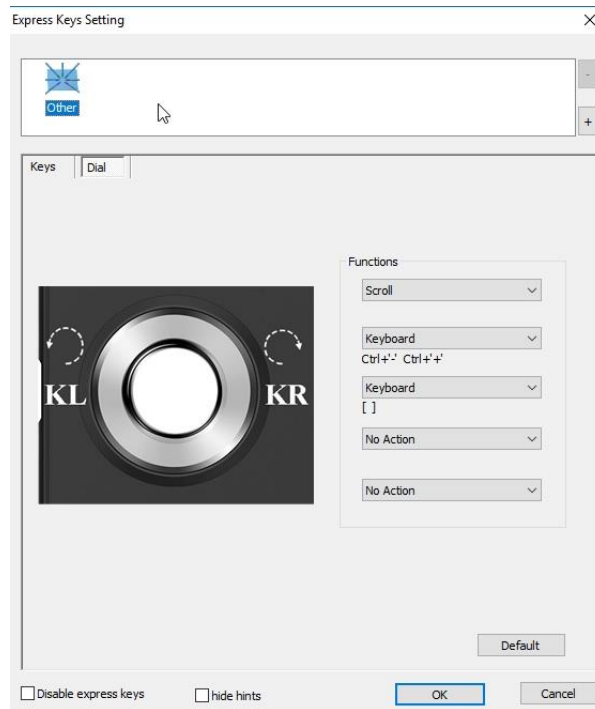 Express Keys Setting
Other
-
+
Keys Dial
Functions
Scroll
Keyboard
Ctrl+'-' Ctrl+'+'
Keyboard
[ ]
No Action
No Action
KL KR
Default
Disable express keys hide hints OK Cancel